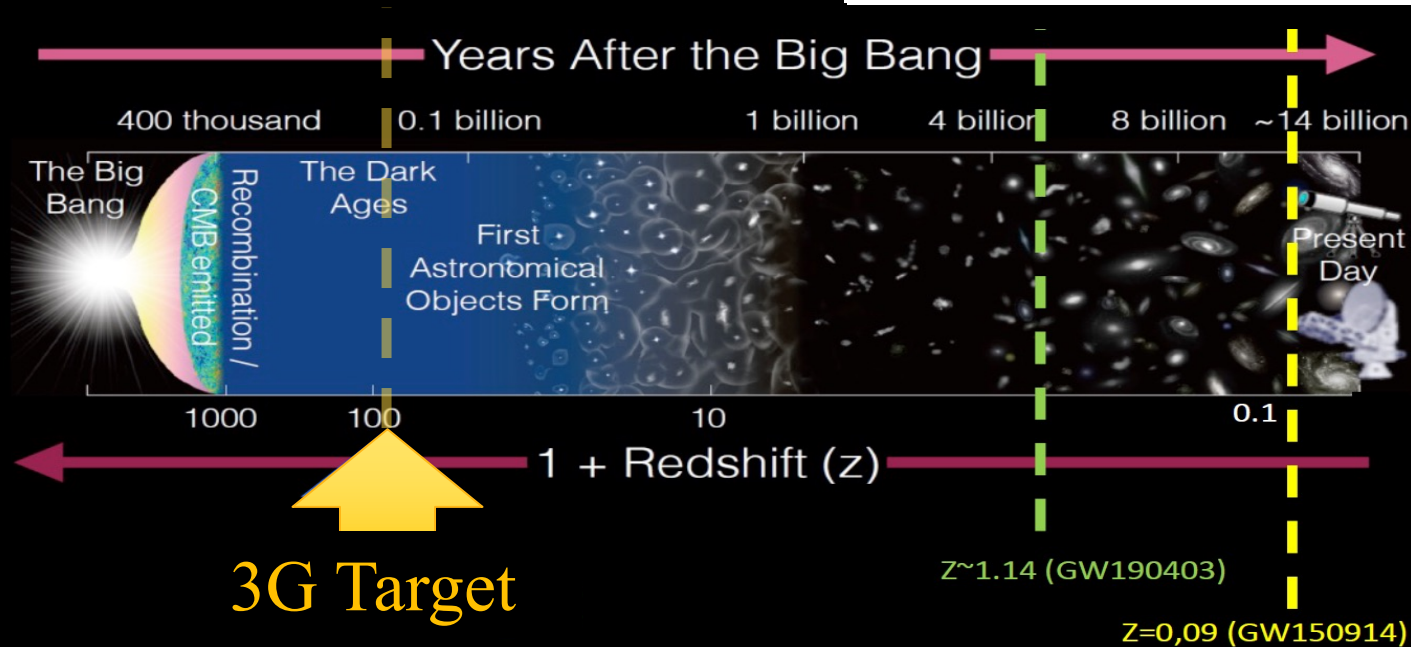 Years After the Big Bang
400 thousand
0.1 billion
1 billion
4 billion
8 billion
~14 billion
The Big
Bang
CMB emitted
Recombination /
The Dark
Ages
First
Astronomical
Objects Form
Present
Day
1000
100
10
0.1
1 + Redshift (z)
3G Target
Z~1.14 (GW190403)
Z=0,09 (GW150914)